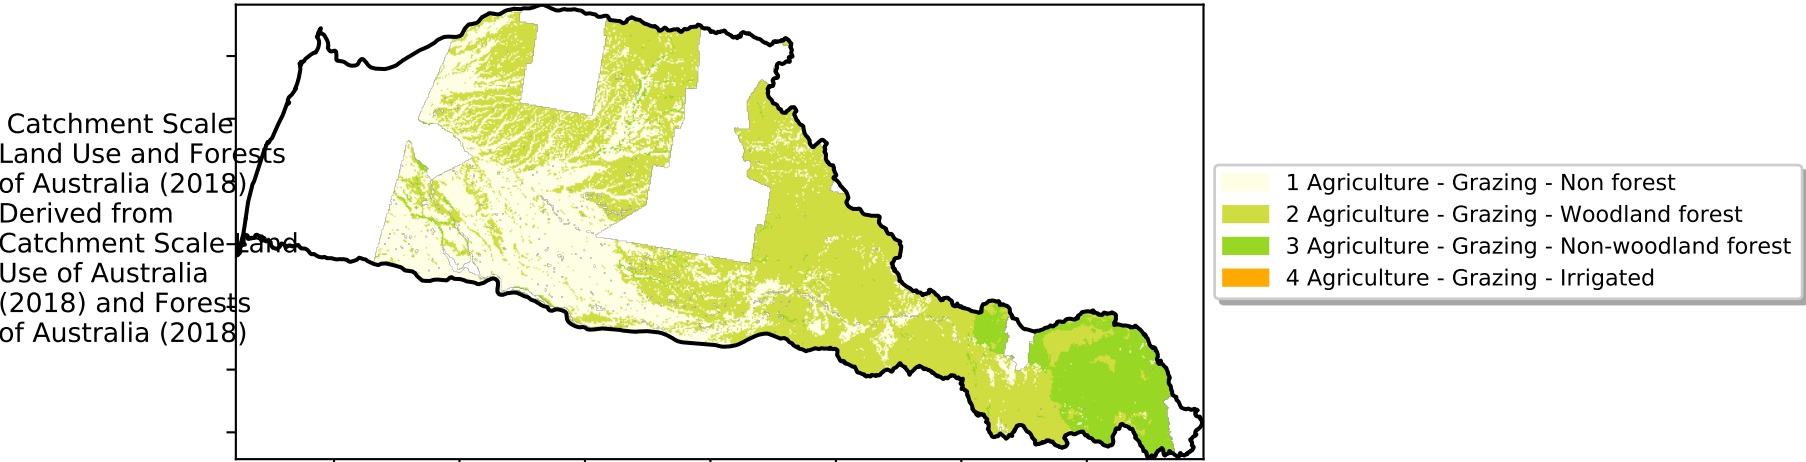 Catchment Scale
Land Use and Forests
of Australia (2018)
Derived from
Catchment Scale Land
Use of Australia
(2018) and Forests
of Australia (2018)
1 Agriculture - Grazing - Non forest
2 Agriculture - Grazing - Woodland forest
3 Agriculture - Grazing - Non-woodland forest
4 Agriculture - Grazing - Irrigated